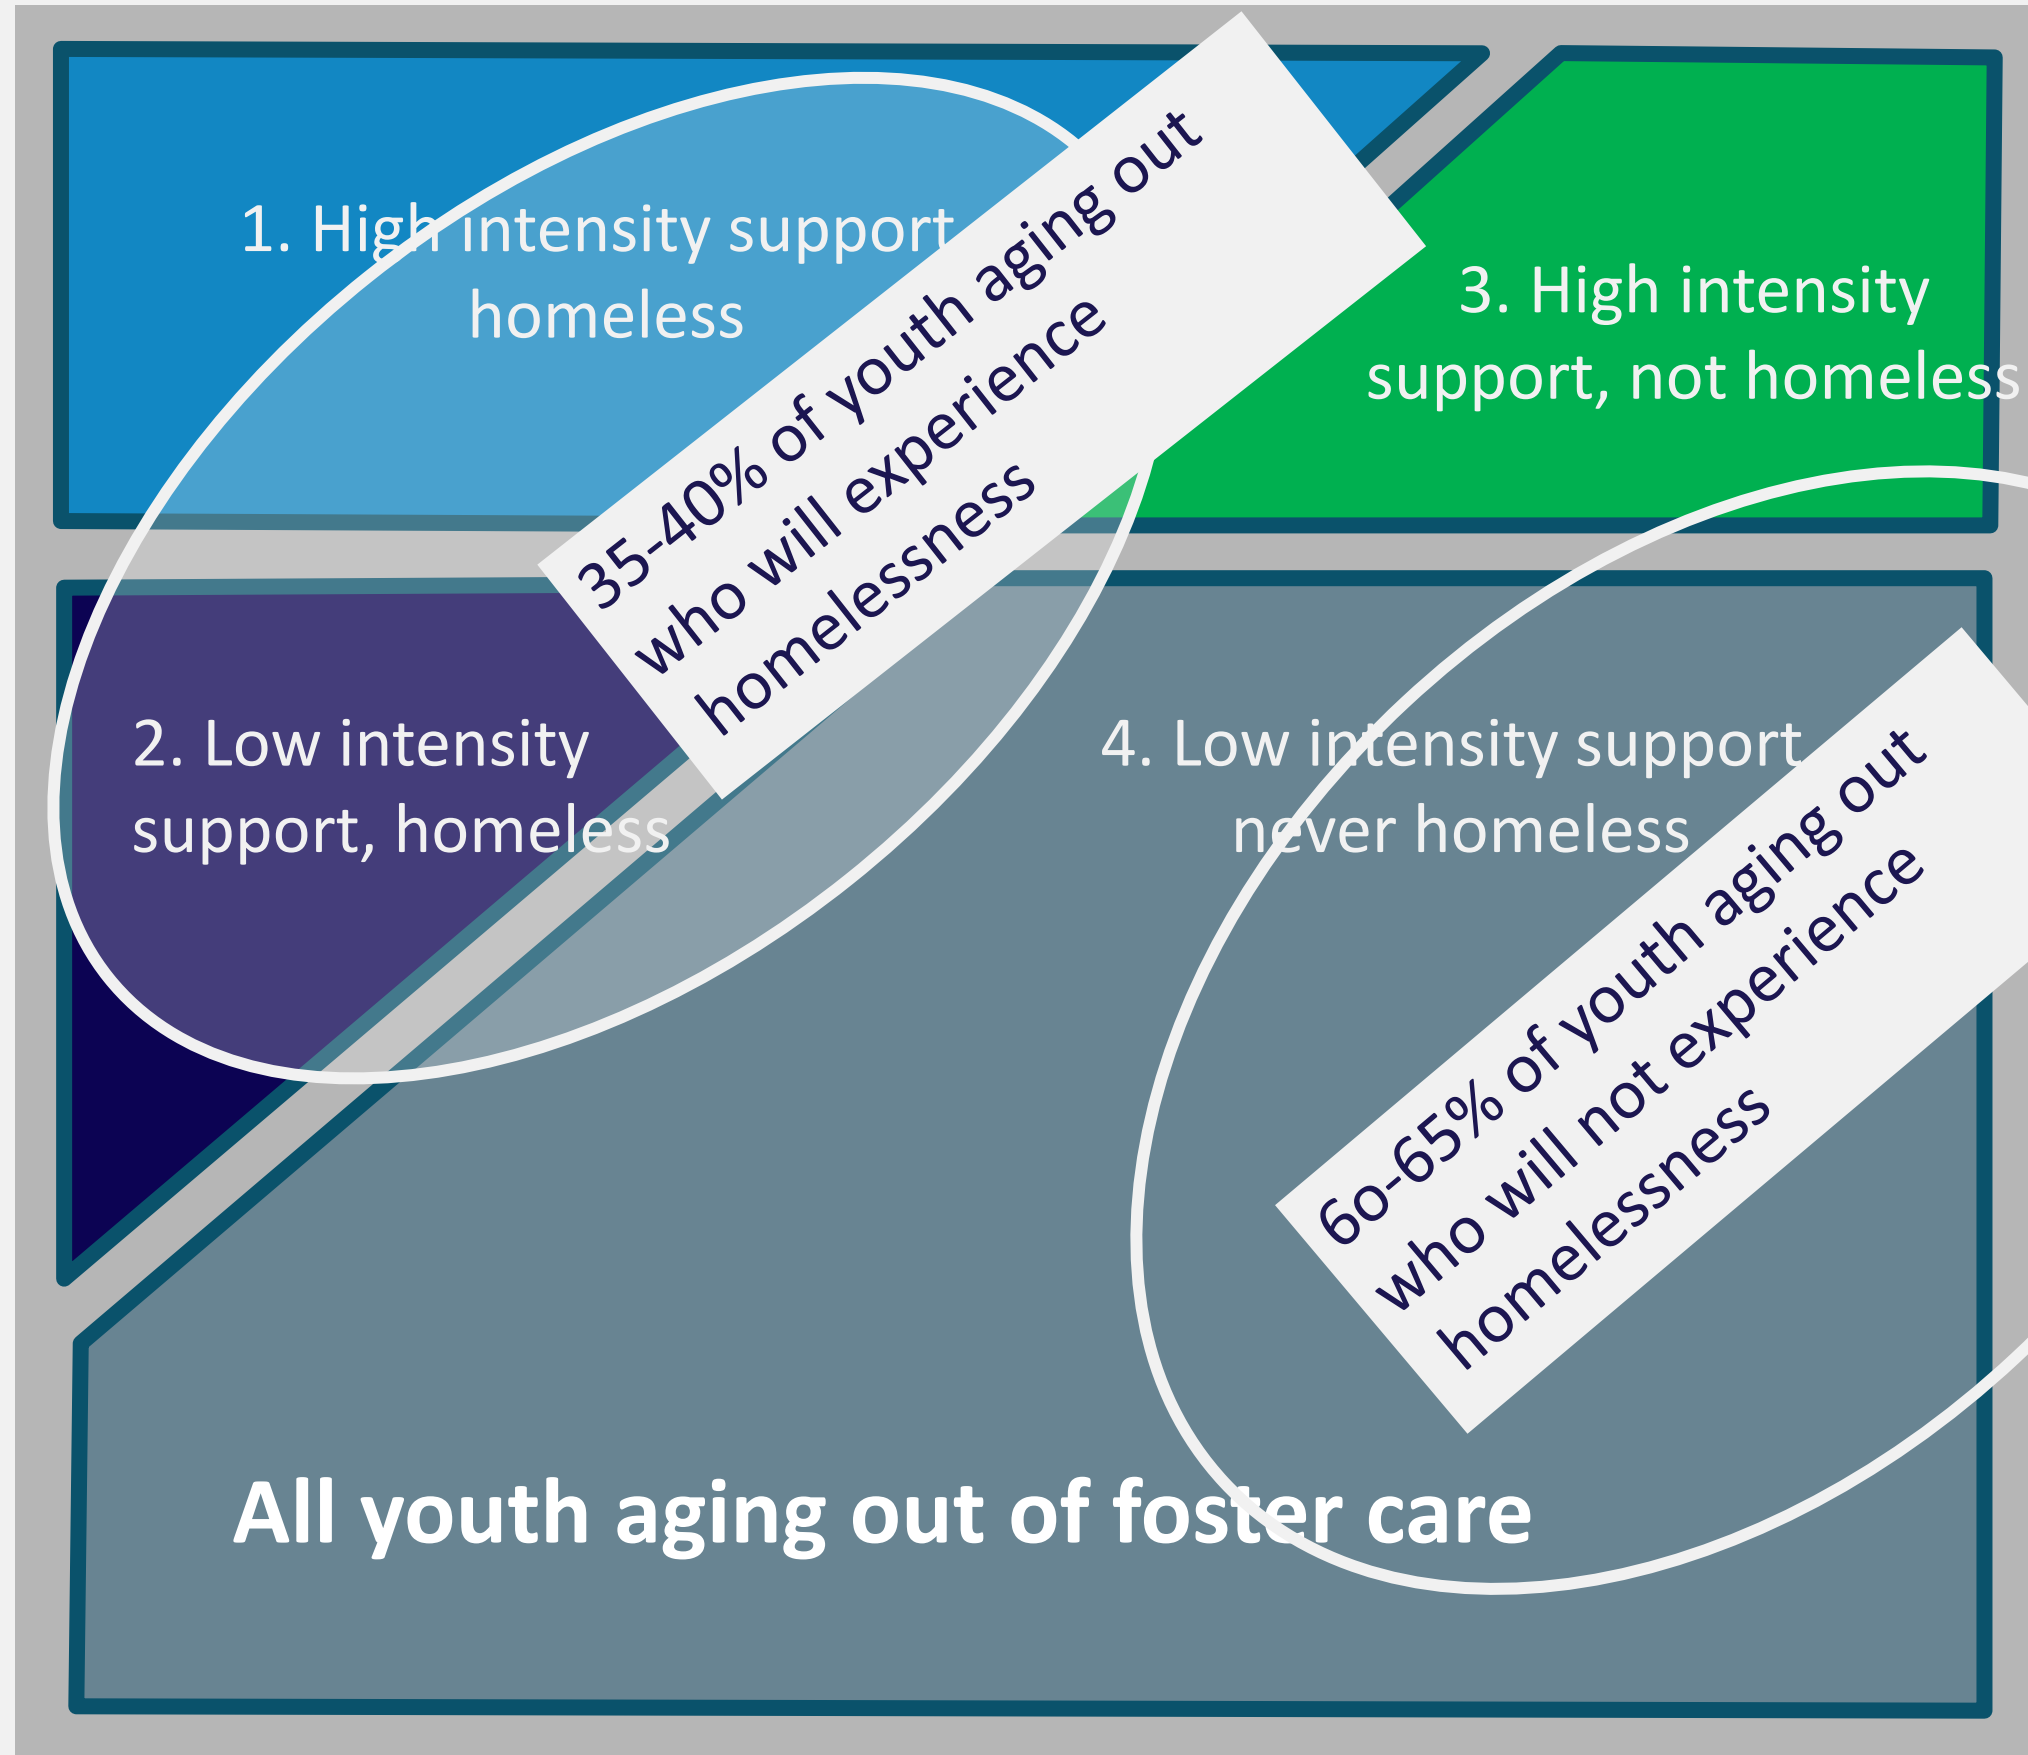 1. High intensity support
homeless
35-40% of youth aging out
who will experience
homelessness
3. High intensity
support, not homeless
2. Low intensity
support, homeless
4. Low intensity support
never homeless
6o-65% of youth aging out
who will not experience
homelessness
All youth aging out of foster care